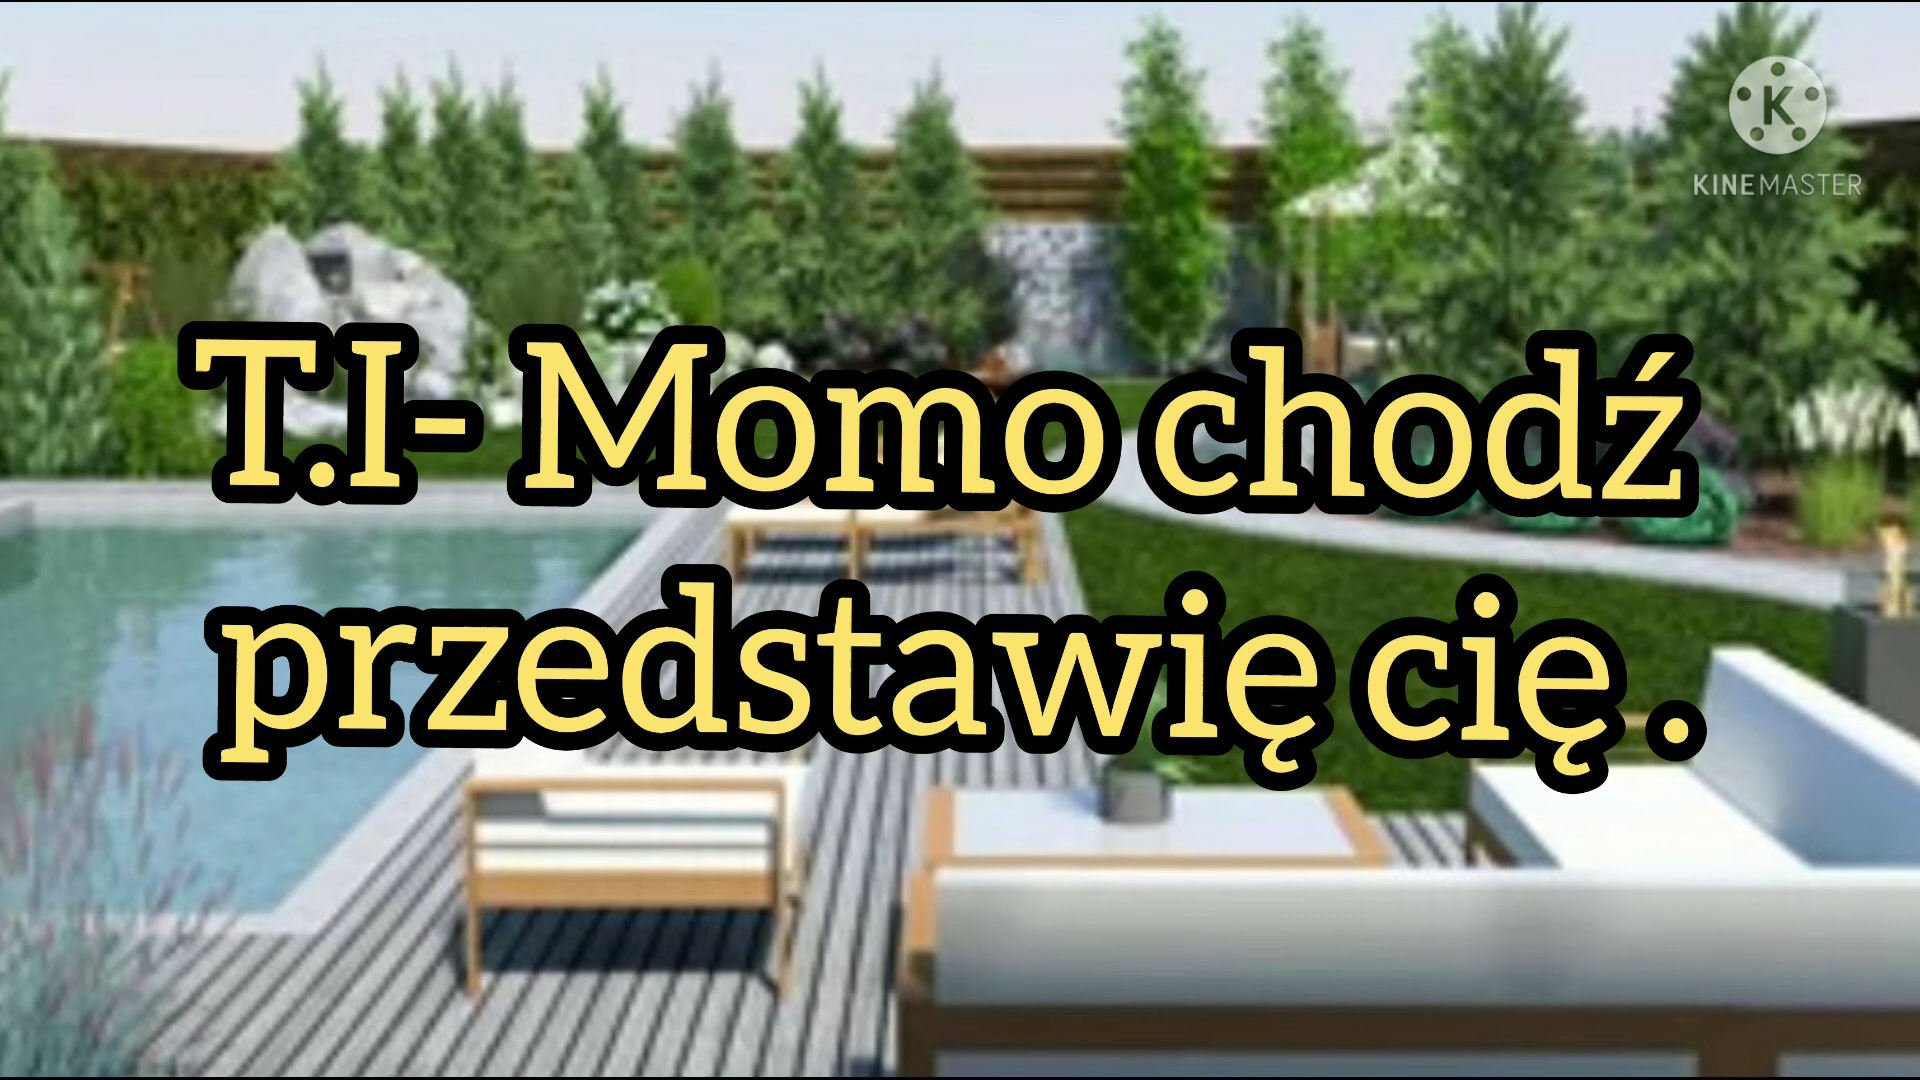 KINEMASTER
T.I- Momo chodź
przedstawię cię .